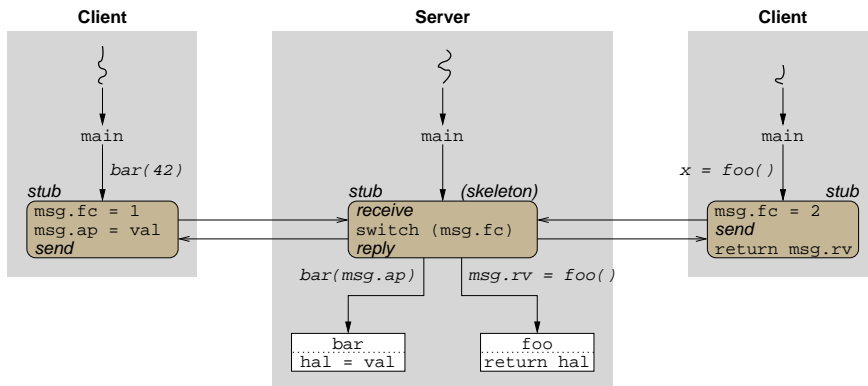 Client
Server
Client
main
main
main
bar(42)
x = foo()
stub
stub
(skeleton)
stub
msg.fc = 1
msg.ap = val
send
receive
switch (msg.fc)
reply
msg.fc = 2
send
return msg.rv
bar(msg.ap)
msg.rv = foo()
bar
hal = val
foo
return hal